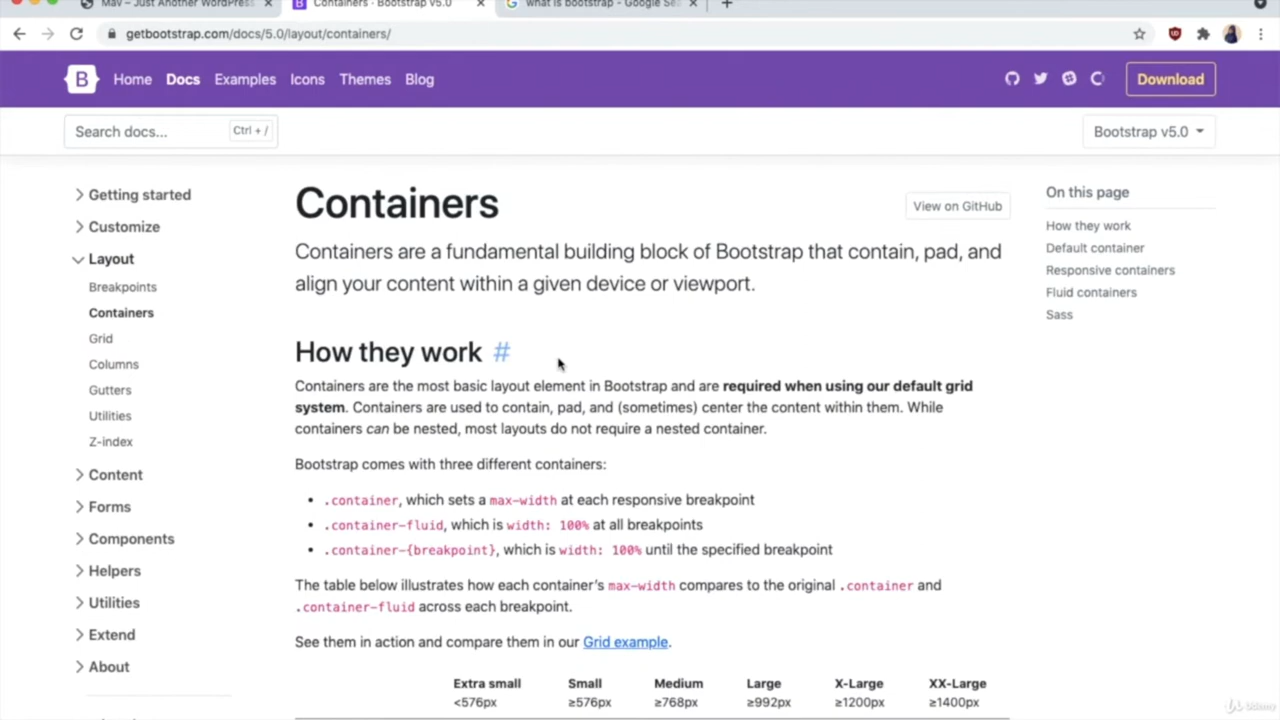 Mav – Just Another WordPress
Containers · Bootstrap v5.0
what is bootstrap - Google Sea
getbootstrap.com/docs/5.0/layout/containers/
B
Home
Docs
Examples
Icons
Themes
Blog
Download
Search docs...
Ctrl + /
Bootstrap v5.0
Getting started
Customize
Layout
Breakpoints
Containers
Grid
Columns
Gutters
Utilities
Z-index
Content
Forms
Components
Helpers
Utilities
Extend
About
Containers
View on GitHub
Containers are a fundamental building block of Bootstrap that contain, pad, and
align your content within a given device or viewport.
How they work #
Containers are the most basic layout element in Bootstrap and are required when using our default grid
system. Containers are used to contain, pad, and (sometimes) center the content within them. While
containers can be nested, most layouts do not require a nested container.
Bootstrap comes with three different containers:
• .container, which sets a max-width at each responsive breakpoint
• .container-fluid, which is width: 100% at all breakpoints
• .container-{breakpoint}, which is width: 100% until the specified breakpoint
The table below illustrates how each container's max-width compares to the original .container and
.container-fluid across each breakpoint.
See them in action and compare them in our Grid example.
Extra small Small Medium Large X-Large XX-Large
<576px ≥576px ≥768px ≥992px ≥1200px ≥1400px
On this page
How they work
Default container
Responsive containers
Fluid containers
Sass
Udemy